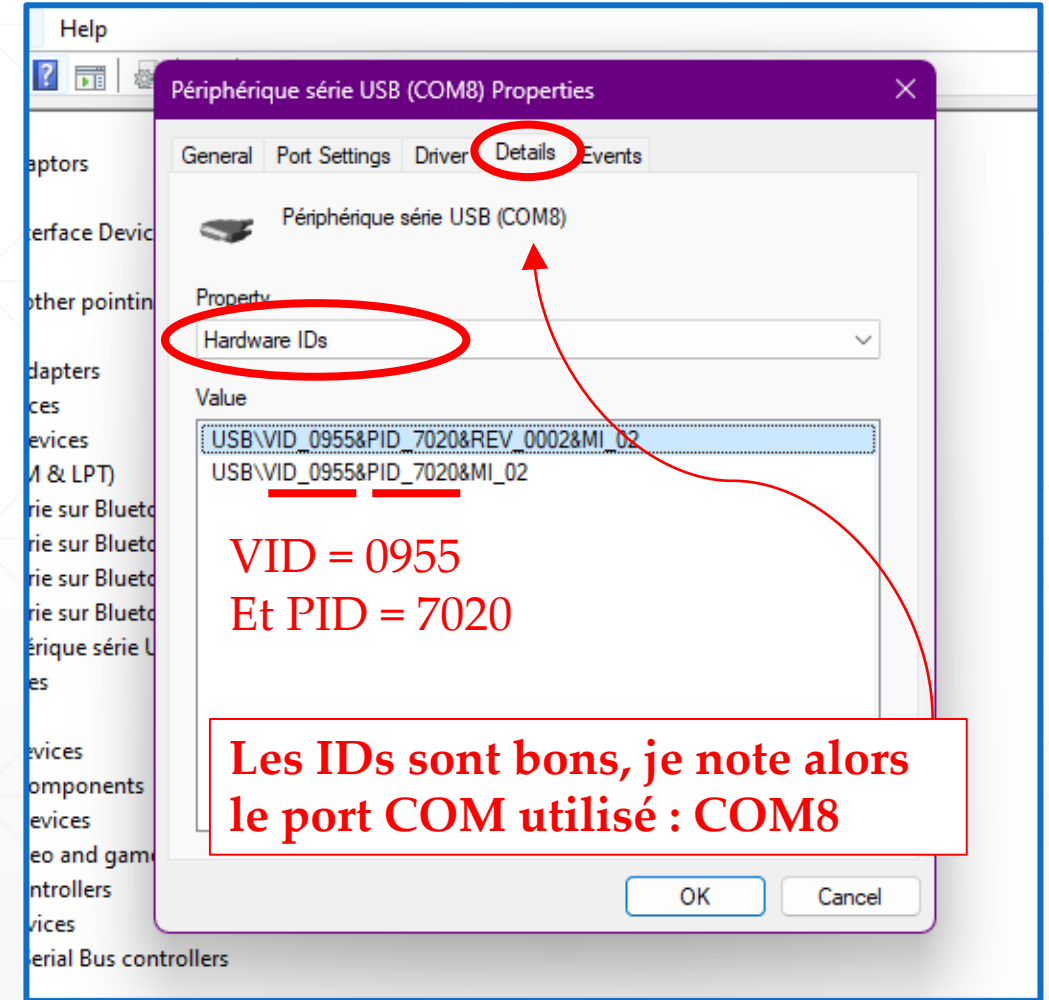 Help
?
Périphérique série USB (COM8) Properties
General Port Settings Driver Details Events
Périphérique série USB (COM8)
Property
Hardware IDs
Value
USB\VID_0955&PID_7020&REV_0002&MI_02
USB\VID_0955&PID_7020&MI_02
VID = 0955
Et PID = 7020
Les IDs sont bons, je note alors
le port COM utilisé : COM8
OK Cancel
aptors
terface Devic
other pointin
dapters
ces
evices
M & LPT)
rie sur Blueto
rie sur Blueto
rie sur Blueto
rie sur Blueto
érique série U
es
evices
omponents
evices
eo and game
ntrollers
vices
Serial Bus controllers